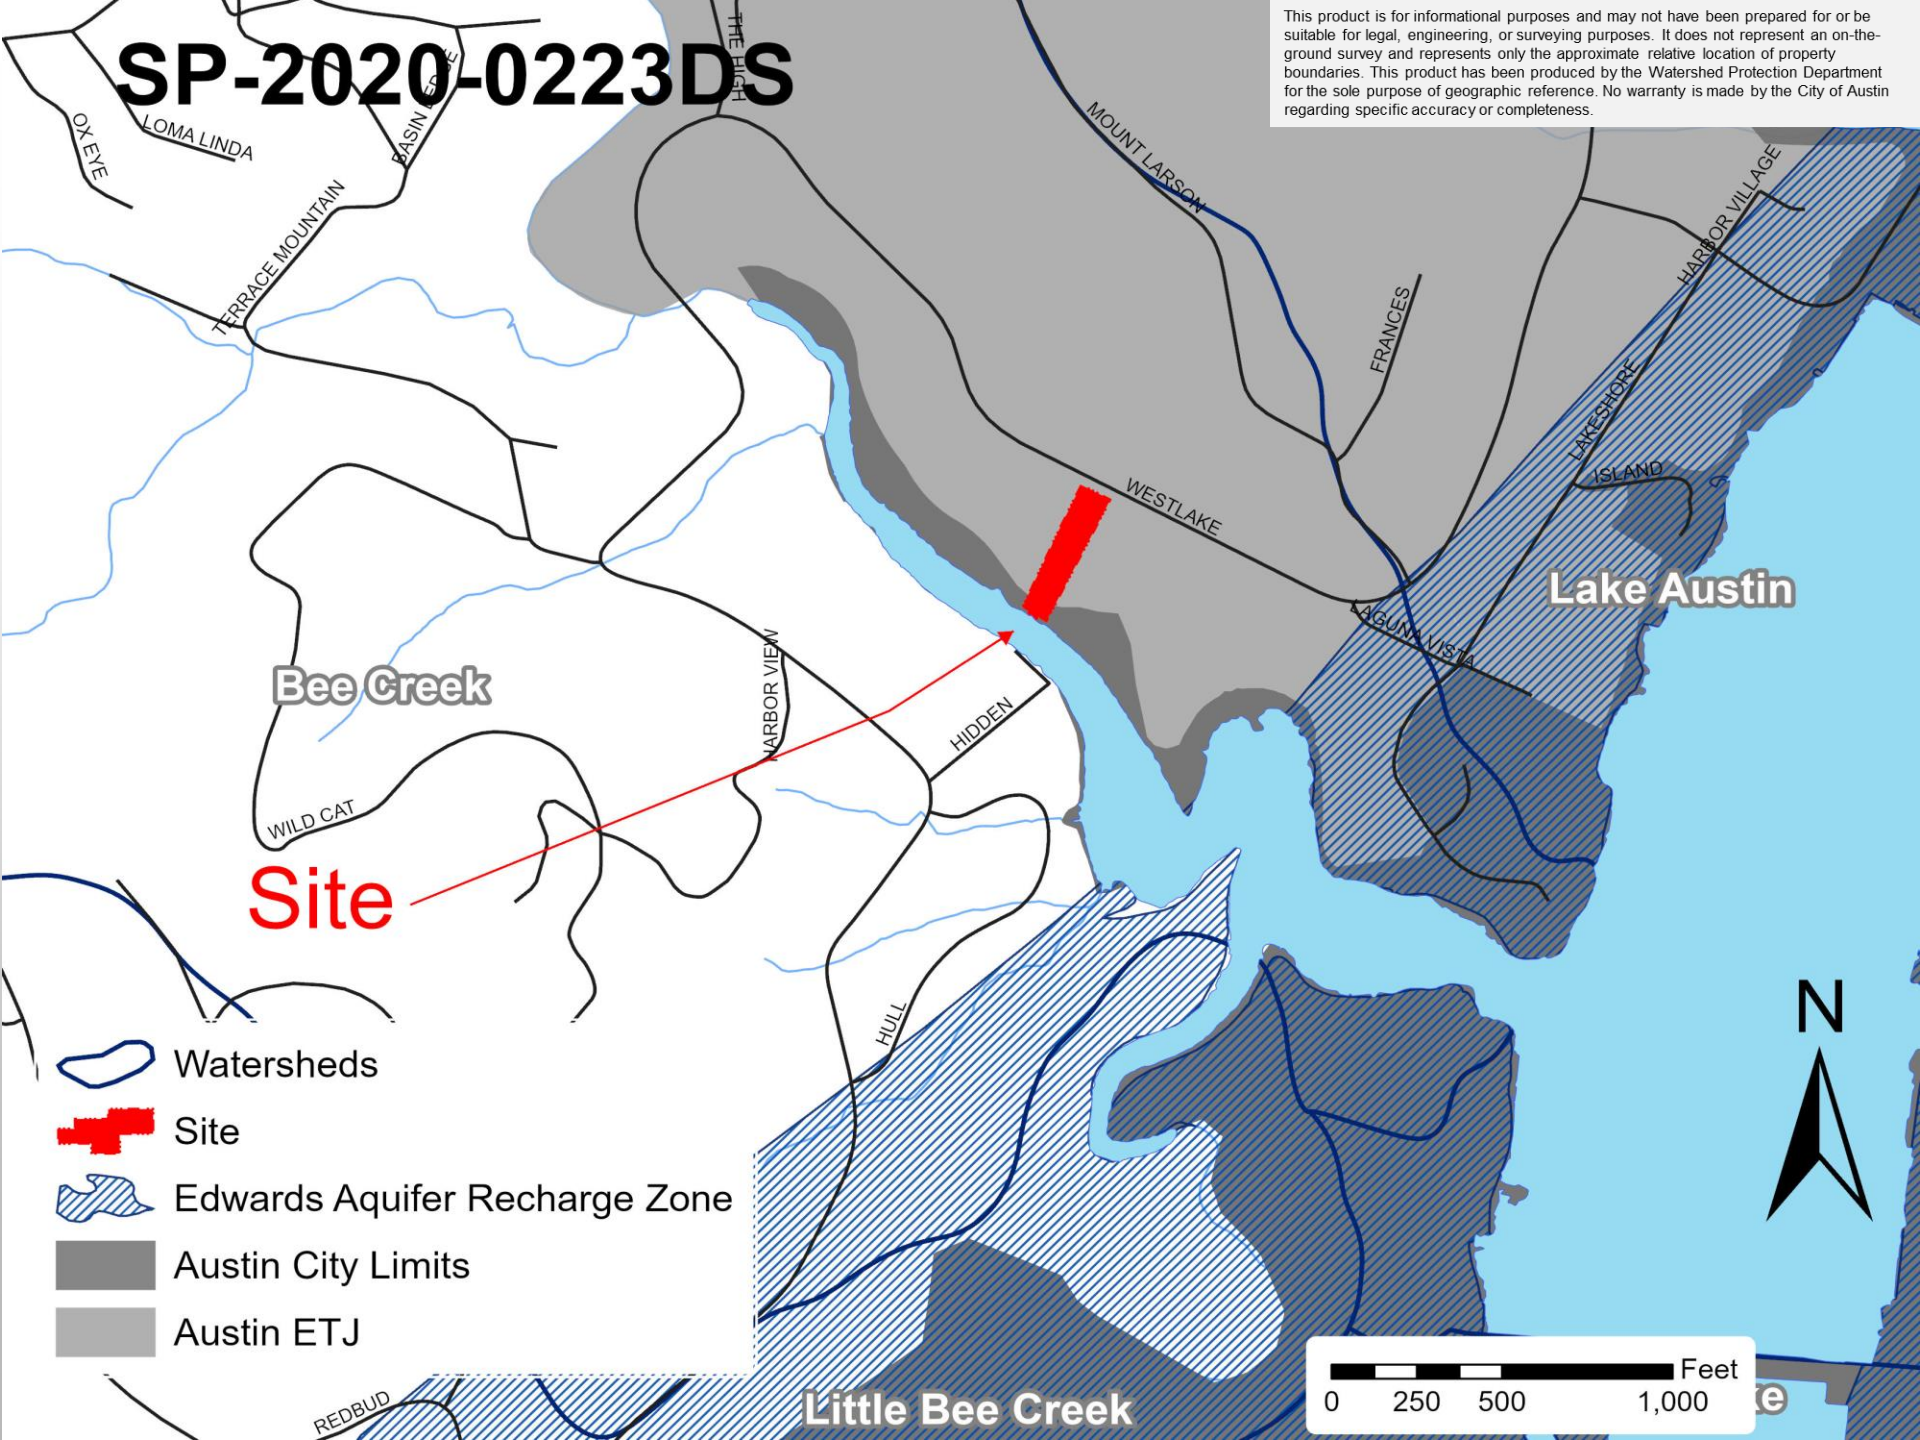 SP-2020-0223DS
This product is for informational purposes and may not have been prepared for or be
suitable for legal, engineering, or surveying purposes. It does not represent an on-the-
ground survey and represents only the approximate relative location of property
boundaries. This product has been produced by the Watershed Protection Department
for the sole purpose of geographic reference. No warranty is made by the City of Austin
regarding specific accuracy or completeness.
THE HIGH
OX EYE
LOMA LINDA
BASIN LEDGE
TERRACE MOUNTAIN
MOUNT LARSON
HARBOR VILLAGE
FRANCES
LAKESHORE
ISLAND
WESTLAKE
Lake Austin
LAGUNA VISTA
Bee Creek
HARBOR VIEW
HIDDEN
WILD CAT
Site
HULL
N
Watersheds
Site
Edwards Aquifer Recharge Zone
Austin City Limits
Austin ETJ
REDBUD
Little Bee Creek
Feet
0 250 500 1,000